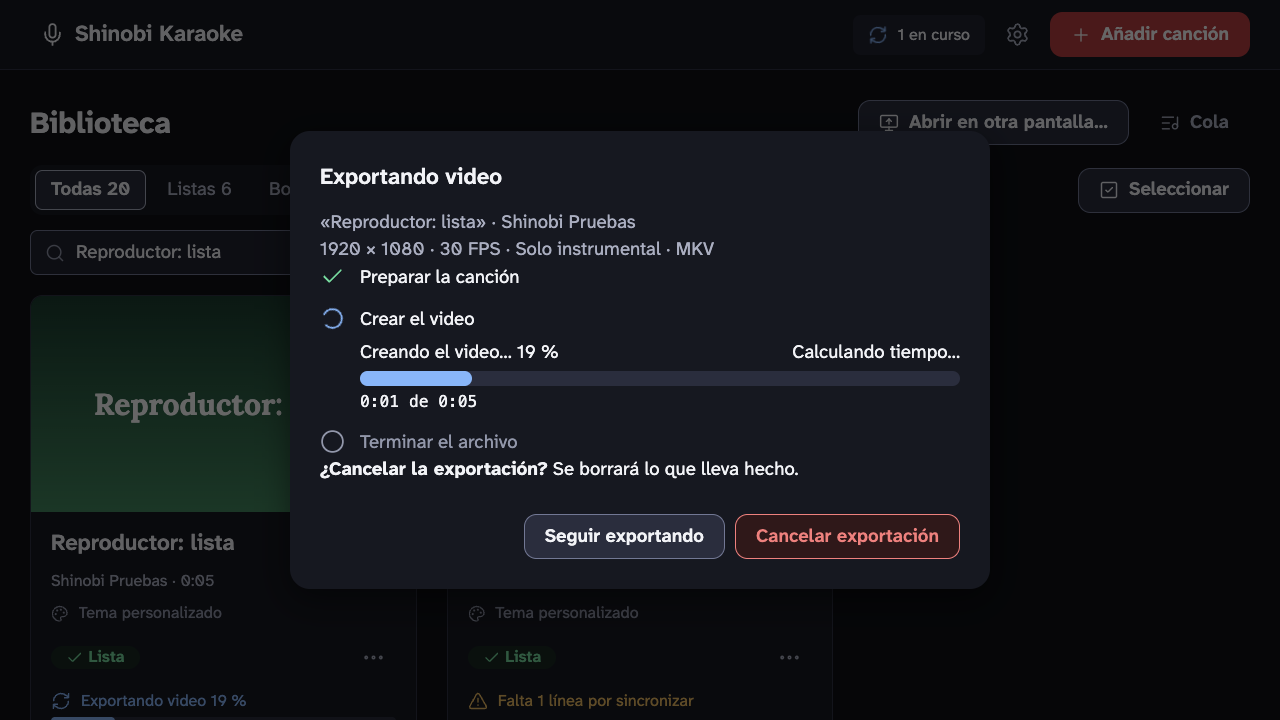 Shinobi Karaoke
1 en curso
Añadir canción
Biblioteca
Abrir en otra pantalla...
Cola
Todas 20
Listas 6
Bo
Seleccionar
Reproductor: lista
Exportando video
«Reproductor: lista» · Shinobi Pruebas
1920 × 1080 · 30 FPS · Solo instrumental · MKV
Preparar la canción
Crear el video
Creando el video... 19 %
Calculando tiempo...
0:01 de 0:05
Terminar el archivo
¿Cancelar la exportación? Se borrará lo que lleva hecho.
Seguir exportando
Cancelar exportación
Reproductor:
Reproductor: lista
Shinobi Pruebas · 0:05
Tema personalizado
Lista
Exportando video 19 %
Tema personalizado
Lista
Falta 1 línea por sincronizar